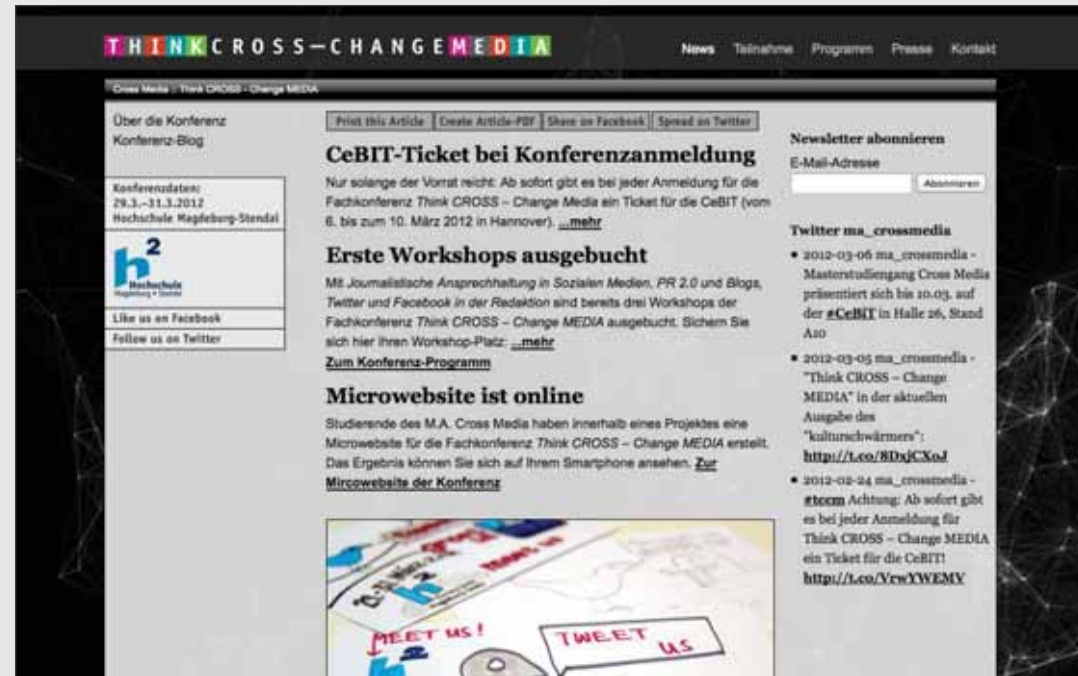 THINKCROSS–CHANGEMEDIA
News Teilnahme Programm Presse Kontakt
Cross Media :: Think CROSS - Change MEDIA
Über die Konferenz
Konferenz-Blog
Konferenzdaten:
29.3.–31.3.2012
Hochschule Magdeburg-Stendal
h2
Hochschule
Magdeburg • Stendal
Like us on Facebook
Follow us on Twitter
Print this Article Create Article-PDF Share on Facebook Spread on Twitter
CeBIT-Ticket bei Konferenzanmeldung
Nur solange der Vorrat reicht: Ab sofort gibt es bei jeder Anmeldung für die
Fachkonferenz Think CROSS – Change Media ein Ticket für die CeBIT (vom
6. bis zum 10. März 2012 in Hannover). ...mehr
Erste Workshops ausgebucht
Mit Journalistische Ansprechhaltung in Sozialen Medien, PR 2.0 und Blogs,
Twitter und Facebook in der Redaktion sind bereits drei Workshops der
Fachkonferenz Think CROSS – Change MEDIA ausgebucht. Sichern Sie
sich hier Ihren Workshop-Platz: ...mehr
Zum Konferenz-Programm
Microwebsite ist online
Studierende des M.A. Cross Media haben innerhalb eines Projektes eine
Microwebsite für die Fachkonferenz Think CROSS – Change MEDIA erstellt.
Das Ergebnis können Sie sich auf Ihrem Smartphone ansehen. Zur
Mircowebsite der Konferenz
h2
MEET US!
h2
TWEET
US
Newsletter abonnieren
E-Mail-Adresse
Abonnieren
Twitter ma_crossmedia
• 2012-03-06 ma_crossmedia -
Masterstudiengang Cross Media
präsentiert sich bis 10.03. auf
der #CeBiT in Halle 26, Stand
A10
• 2012-03-05 ma_crossmedia -
"Think CROSS – Change
MEDIA" in der aktuellen
Ausgabe des
"kulturschwärmers":
http://t.co/8DxjCXoJ
• 2012-02-24 ma_crossmedia -
#tccm Achtung: Ab sofort gibt
es bei jeder Anmeldung für
Think CROSS – Change MEDIA
ein Ticket für die CeBIT!
http://t.co/VrwYWEMV